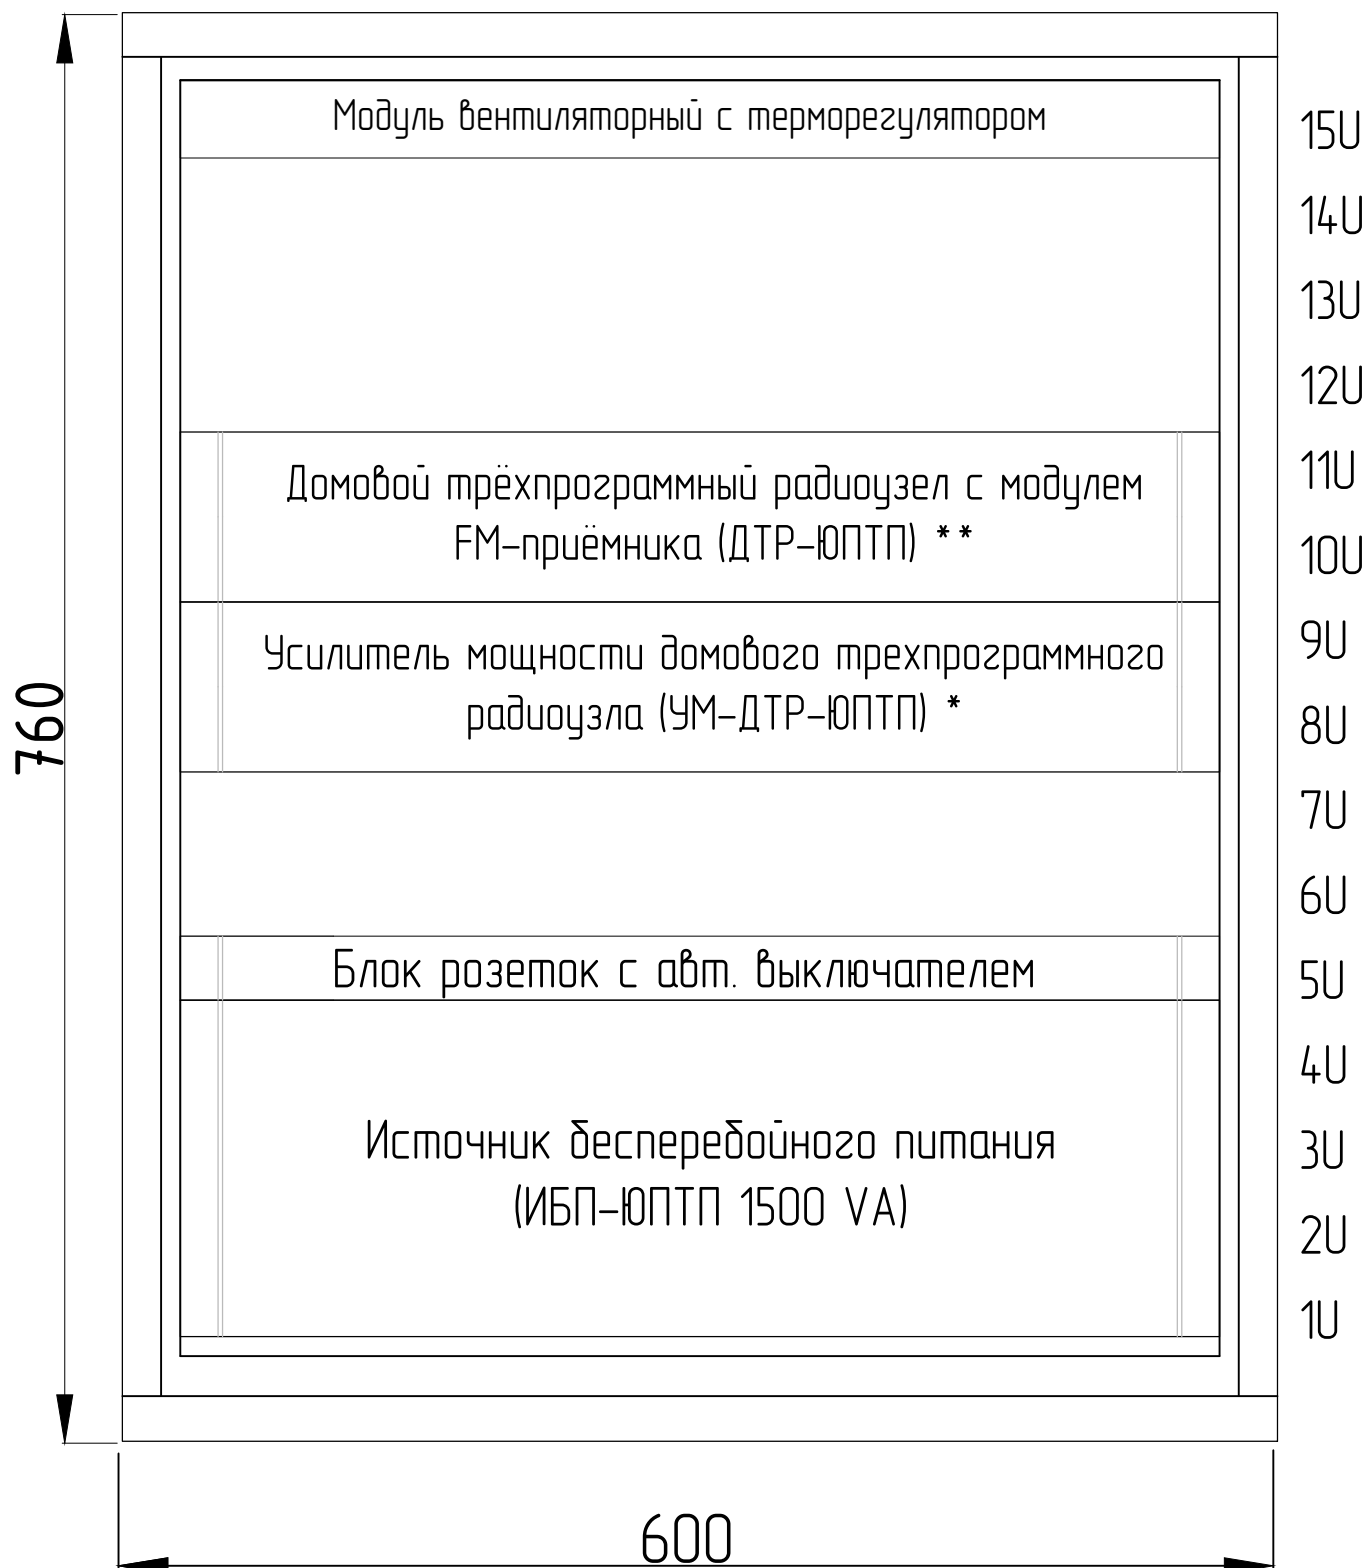 Модуль вентиляторный с терморегулятором
15U
14U
13U
12U
Домовой трёхпрограммный радиоузел с модулем
FM-приёмника (ДТР-ЮПТП) **
11U
10U
Усилитель мощности домового трехпрограммного
радиоузла (УМ-ДТР-ЮПТП) *
9U
8U
760
7U
6U
Блок розеток с авт. выключателем
5U
4U
Источник бесперебойного питания
(ИБП-ЮПТП 1500 VA)
3U
2U
1U
600